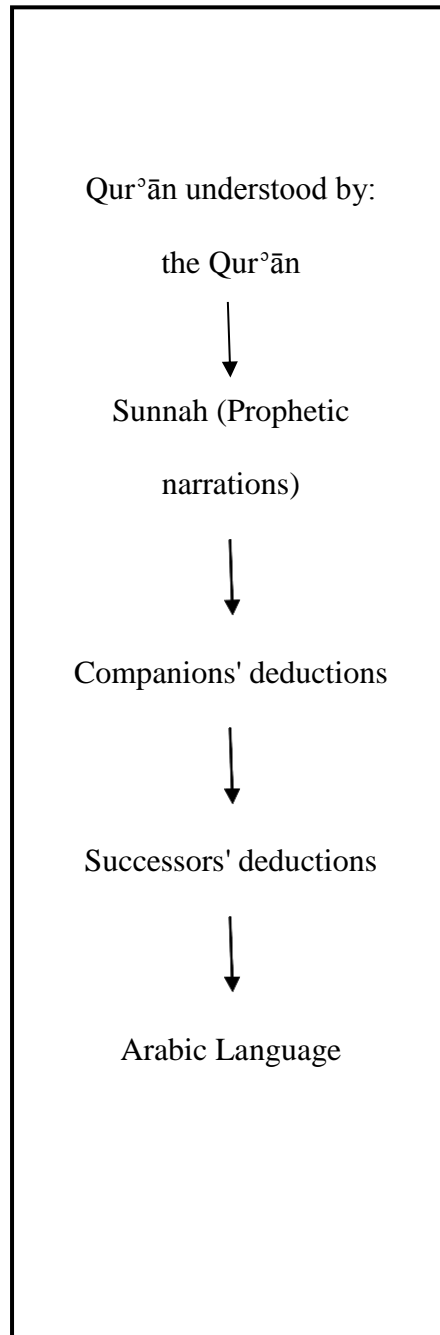 Qurʾān understood by:
the Qurʾān
Sunnah (Prophetic
narrations)
Companions' deductions
Successors' deductions
Arabic Language